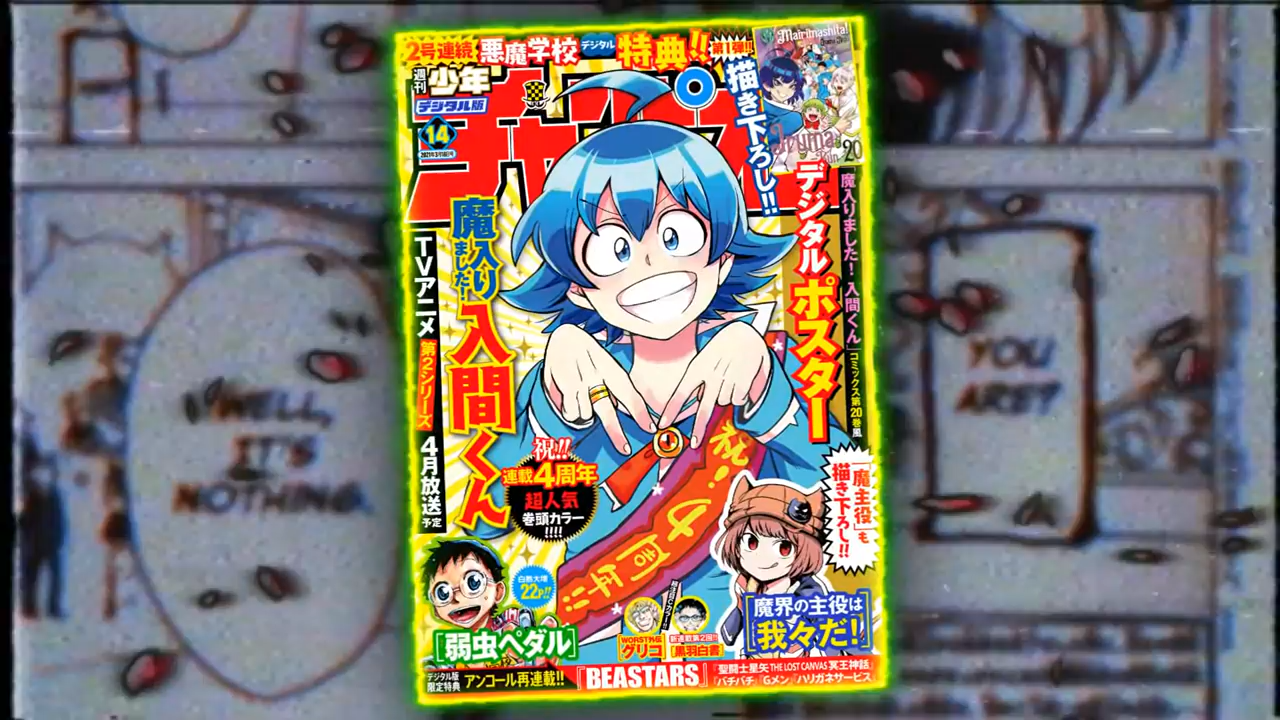 2号連続 悪魔学校 デジタル 特典!! 第1弾!!
描き下ろし!!
週刊少年
デジタル版
チャンピオン
14
Mairimashita!
20
デジタルポスター
「魔入りました!入間くん」コミックス第20巻風
魔入りました!
入間くん
TVアニメ 第2シリーズ 4月放送予定
祝!!
連載4周年
超人気
巻頭カラー
!!!!
祝!4周年!!
「魔主役」も
描き下ろし!!
魔界の主役は
我々だ!
白熱大増
22P!!
弱虫ペダル
WORST外伝
グリコ
新連載第2回!!
黒羽白書
デジタル版
限定特典
アンコール再連載!!
『BEASTARS』
『聖闘士星矢 THE LOST CANVAS 冥王神話』
『バチバチ』『Gメン』『ハリガネサービス』
WELL,
IT'S
NOTHING.
YOU
ARE?